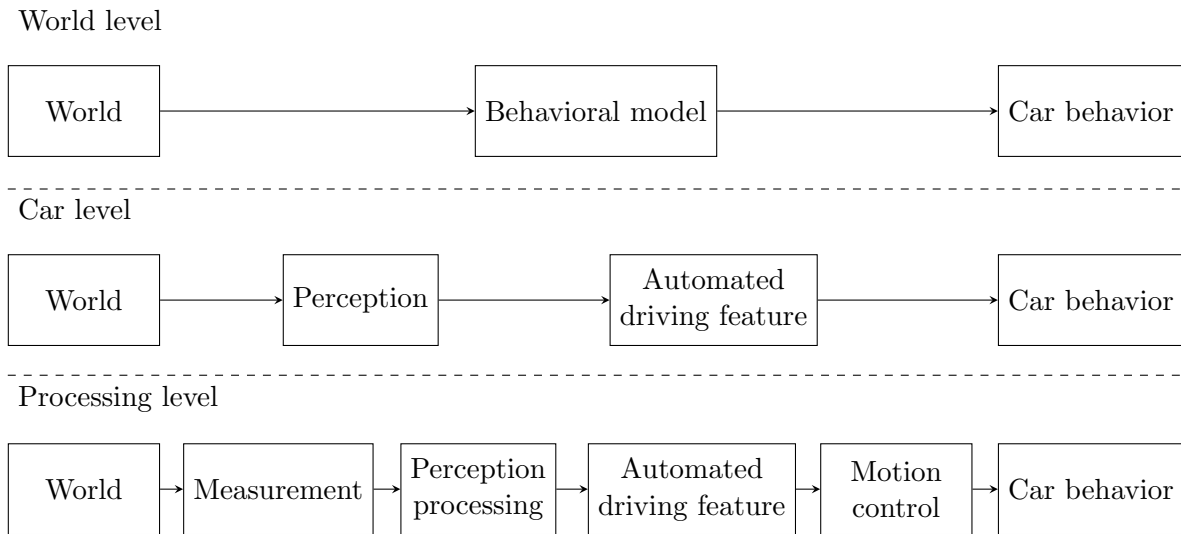 World level
World
Behavioral model
Car behavior
Car level
World
Perception
Automated
driving feature
Car behavior
Processing level
World
Measurement
Perception
processing
Automated
driving feature
Motion
control
Car behavior